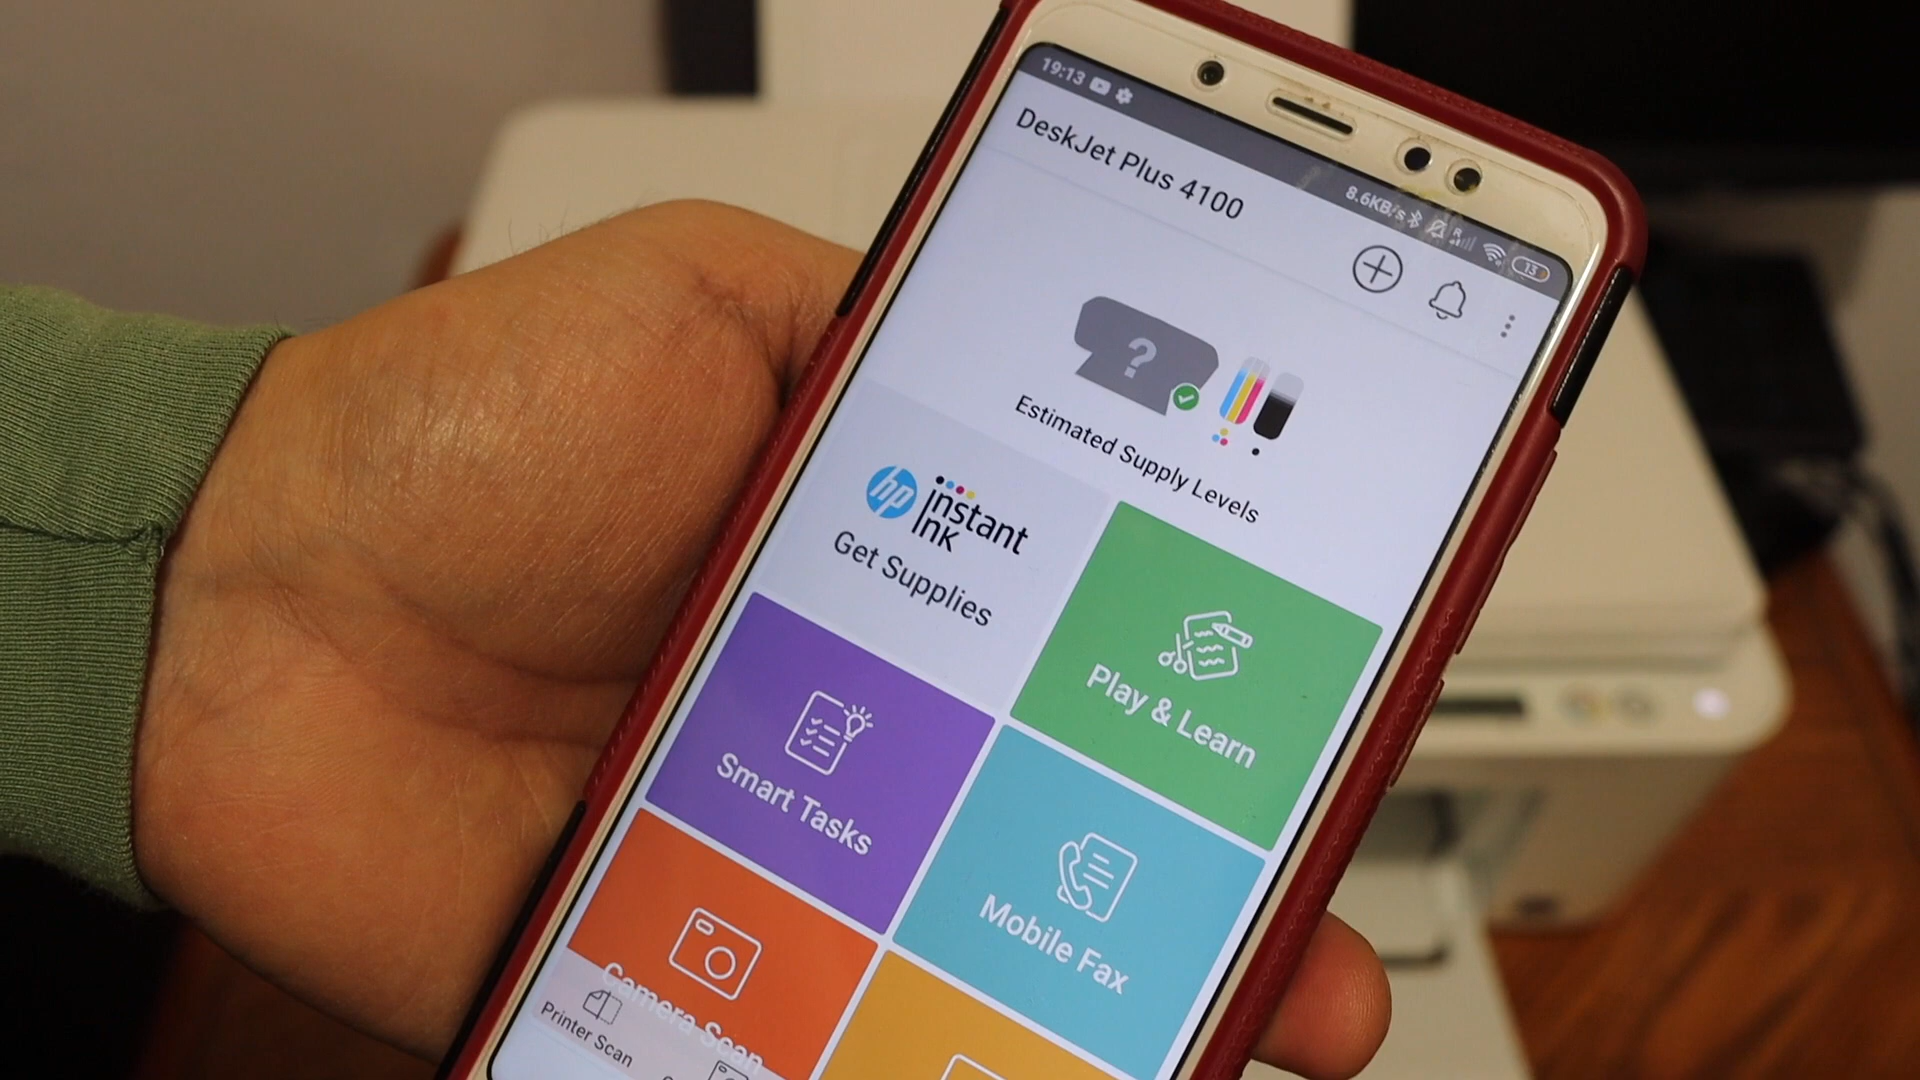 19:13
8.6KB/s R 13
DeskJet Plus 4100
?
Estimated Supply Levels
hp instant
ink
Get Supplies
Play & Learn
Smart Tasks
Mobile Fax
Camera Scan
Printer Scan